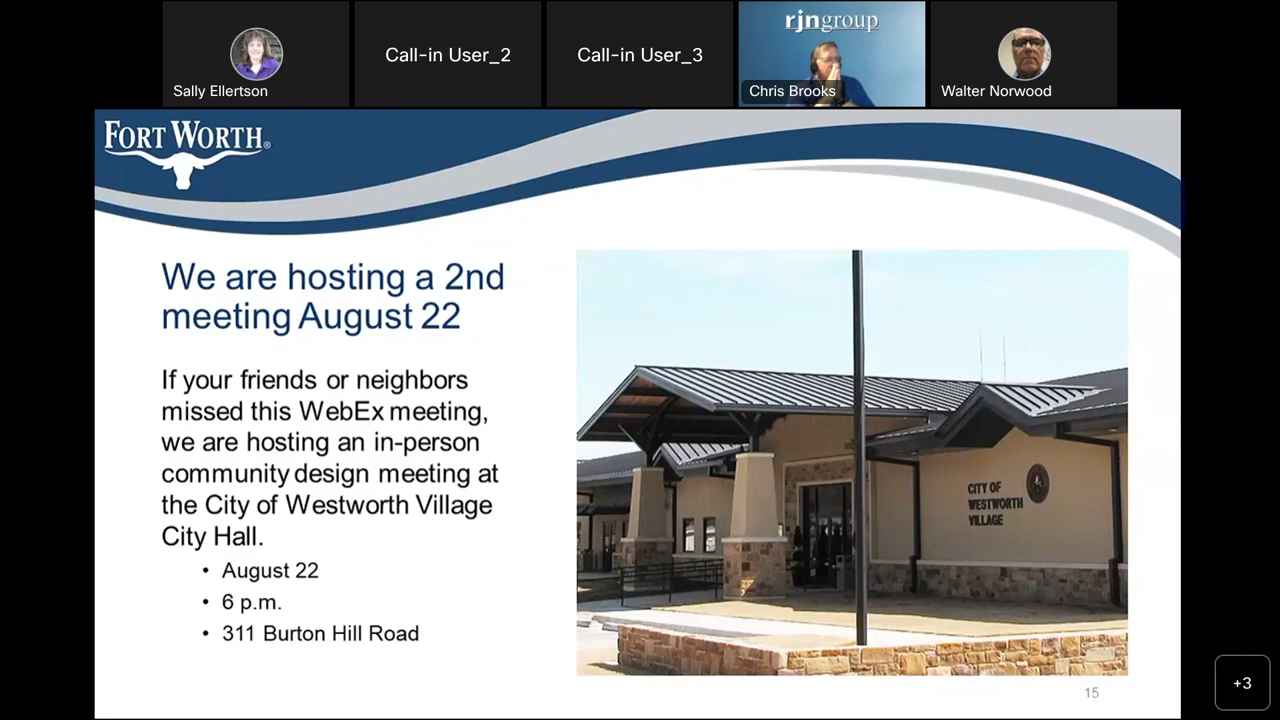 Sally Ellertson
Call-in User_2
Call-in User_3
rjngroup
Chris Brooks
Walter Norwood
FORT WORTH®
We are hosting a 2nd
meeting August 22
If your friends or neighbors
missed this WebEx meeting,
we are hosting an in-person
community design meeting at
the City of Westworth Village
City Hall.
• August 22
• 6 p.m.
• 311 Burton Hill Road
CITY OF
WESTWORTH
VILLAGE
15
+3